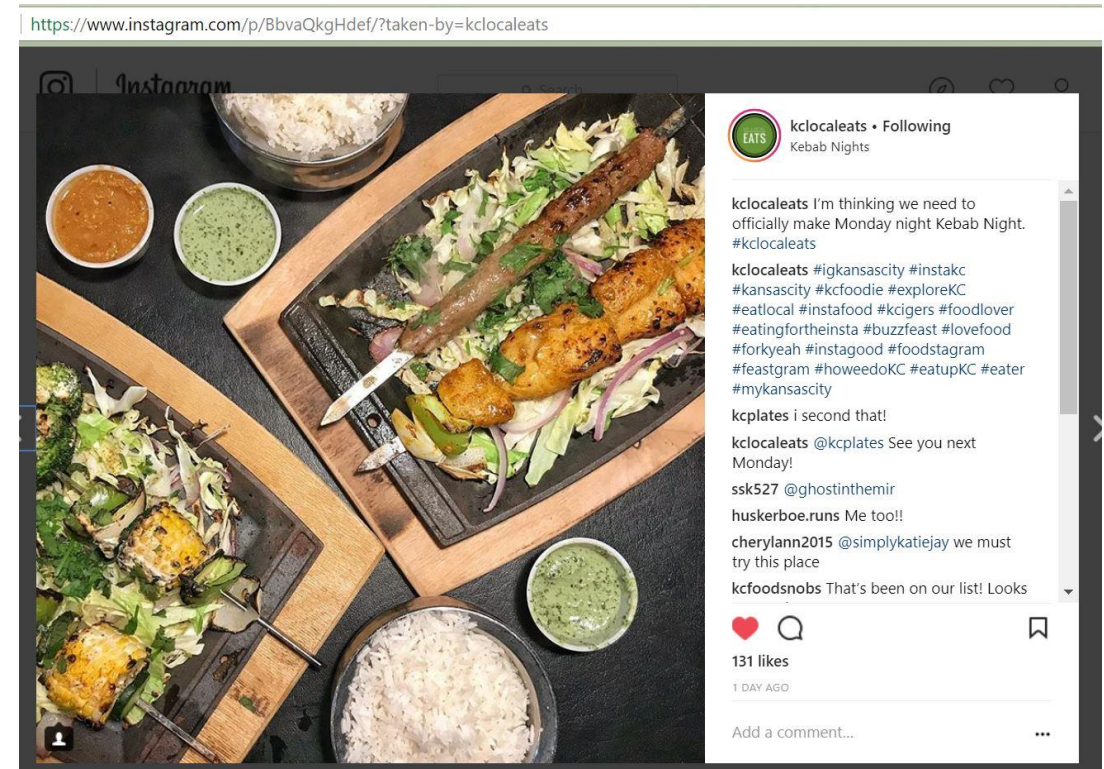 https://www.instagram.com/p/BbvaQkgHdef/?taken-by=kclocaleats
Instagram
Search
EATS
kclocaleats • Following
Kebab Nights
kclocaleats I'm thinking we need to
officially make Monday night Kebab Night.
#kclocaleats
kclocaleats #igkansascity #instakc
#kansascity #kcfoodie #exploreKC
#eatlocal #instafood #kcigers #foodlover
#eatingfortheinsta #buzzfeast #lovefood
#forkyeah #instagood #foodstagram
#feastgram #howeedoKC #eatupKC #eater
#mykansascity
kcplates i second that!
kclocaleats @kcplates See you next
Monday!
ssk527 @ghostinthemir
huskerboe.runs Me too!!
cherylann2015 @simplykatiejay we must
try this place
kcfoodsnobs That's been on our list! Looks
131 likes
1 DAY AGO
Add a comment...